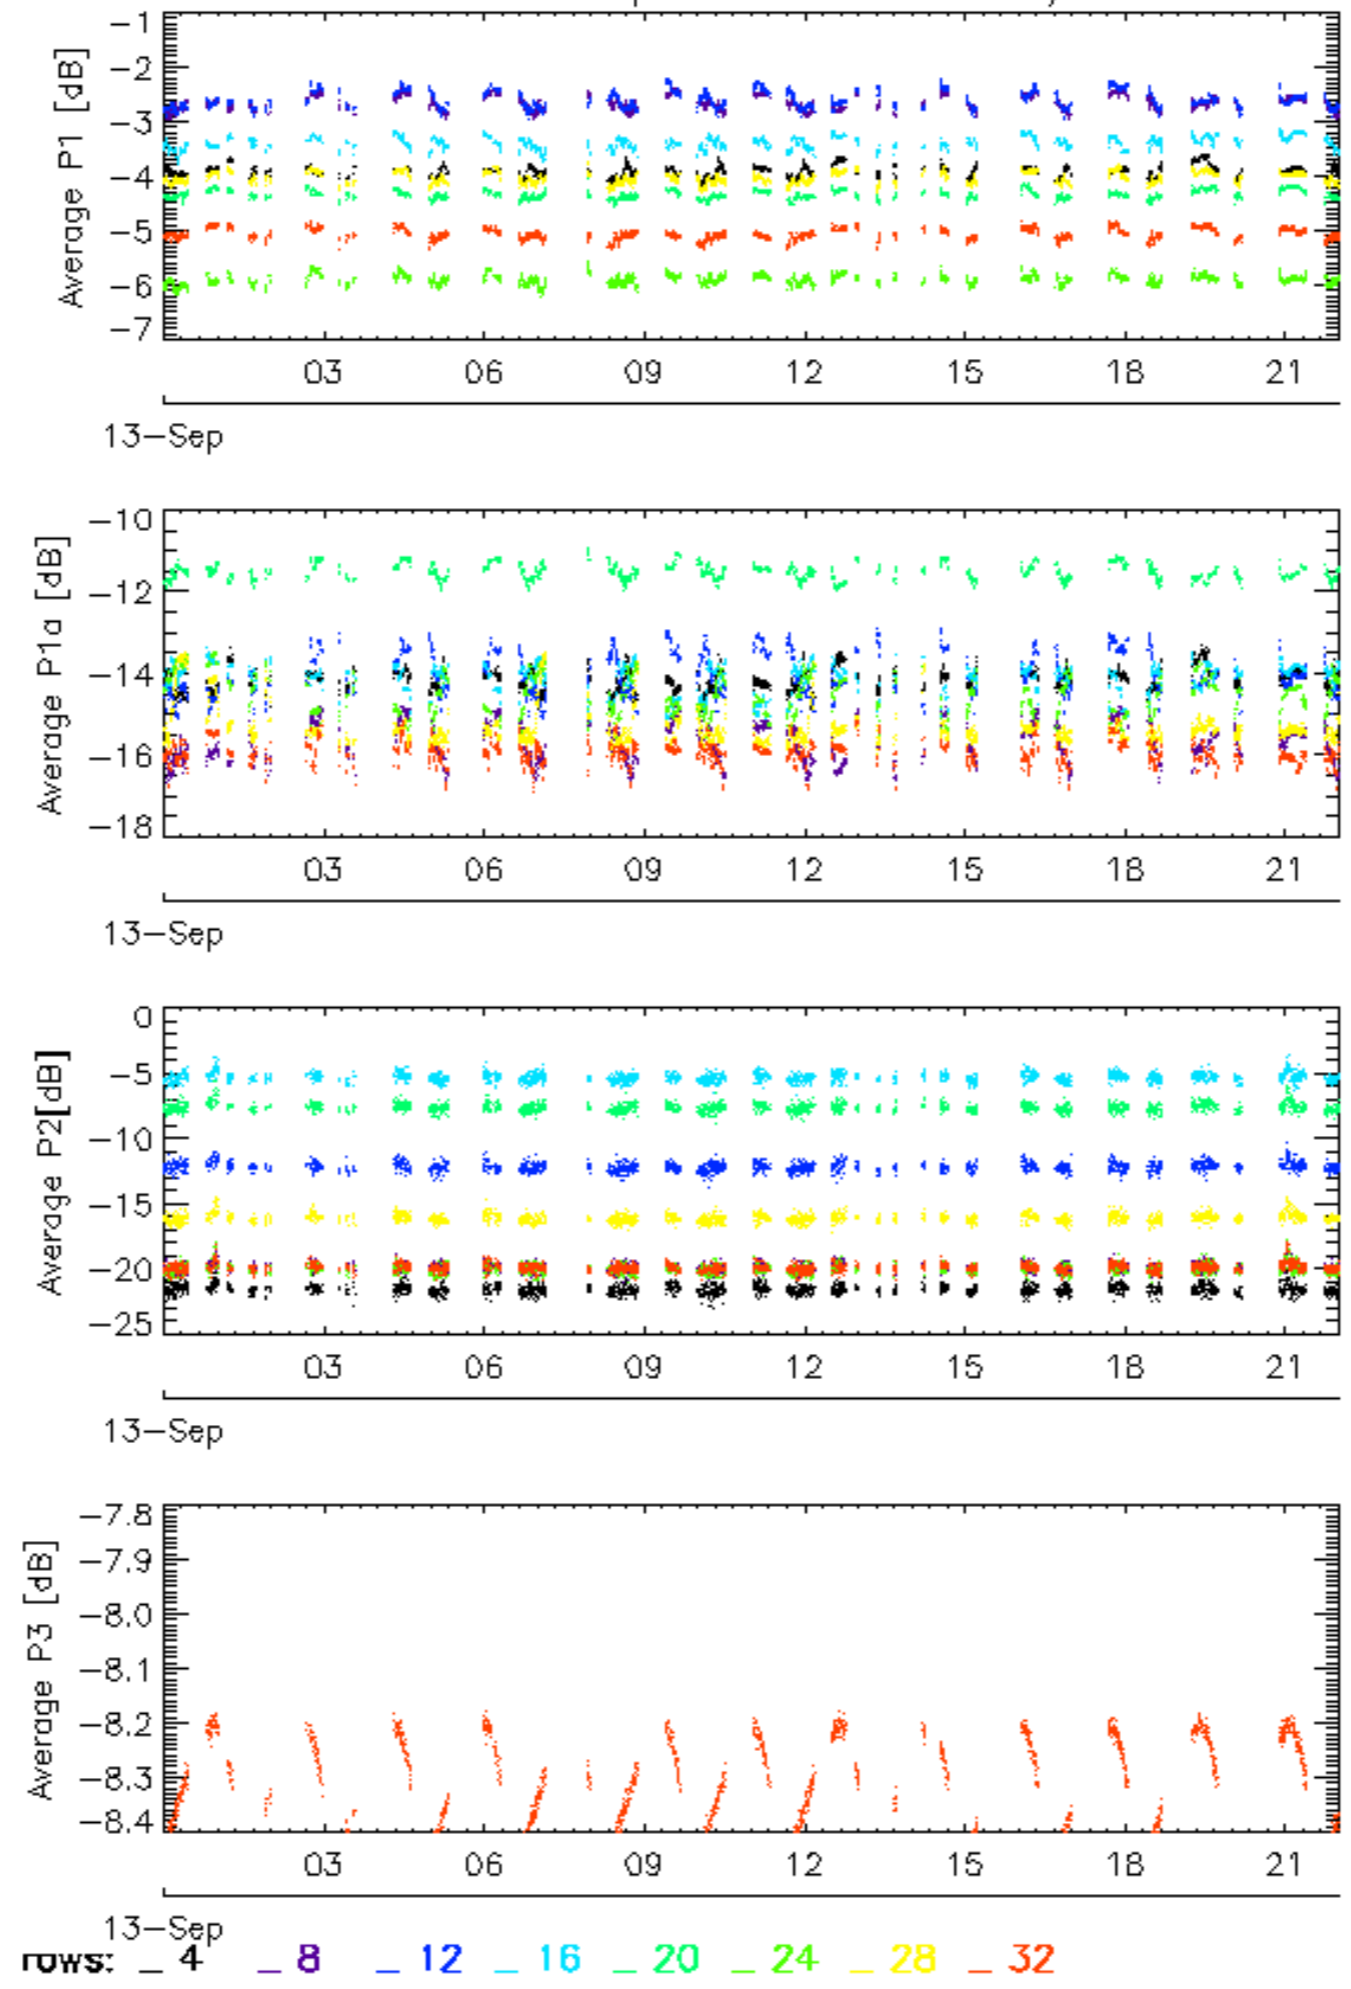 Average P1 [dB]
−1
−2
−3
−4
−5
−6
−7
03 06 09 12 15 18 21
13−Sep
Average P1a [dB]
−10
−12
−14
−16
−18
03 06 09 12 15 18 21
13−Sep
Average P2[dB]
0
−5
−10
−15
−20
−25
03 06 09 12 15 18 21
13−Sep
Average P3 [dB]
−7.8
−7.9
−8.0
−8.1
−8.2
−8.3
−8.4
03 06 09 12 15 18 21
13−Sep
rows: _ 4 _ 8 _ 12 _ 16 _ 20 _ 24 _ 28 _ 32